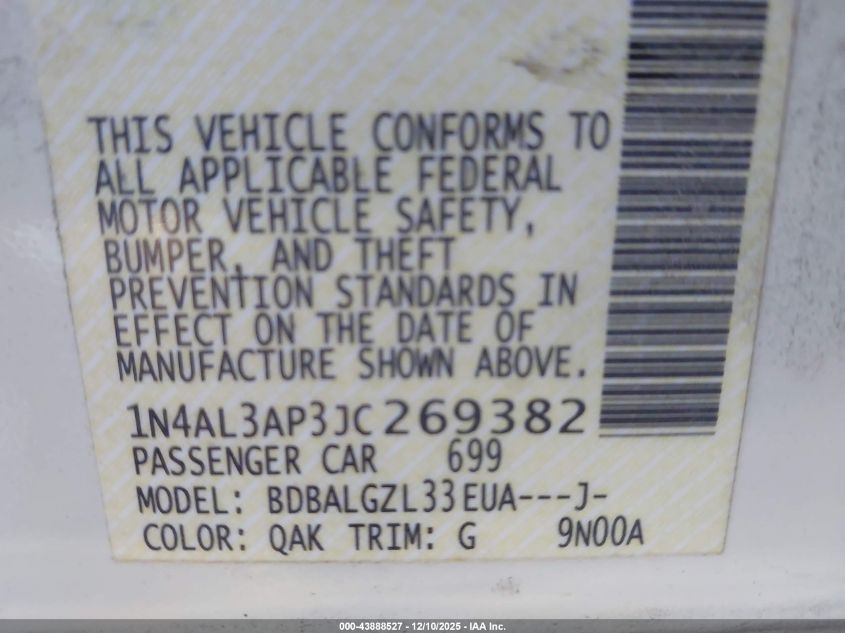 THIS VEHICLE CONFORMS TO
ALL APPLICABLE FEDERAL
MOTOR VEHICLE SAFETY,
BUMPER, AND THEFT
PREVENTION STANDARDS IN
EFFECT ON THE DATE OF
MANUFACTURE SHOWN ABOVE.
1N4AL3AP3JC269382
PASSENGER CAR 699
MODEL: BDBALGZL33EUA---J-
COLOR: QAK TRIM: G 9N00A
000-43888527 - 12/10/2025 - IAA Inc.